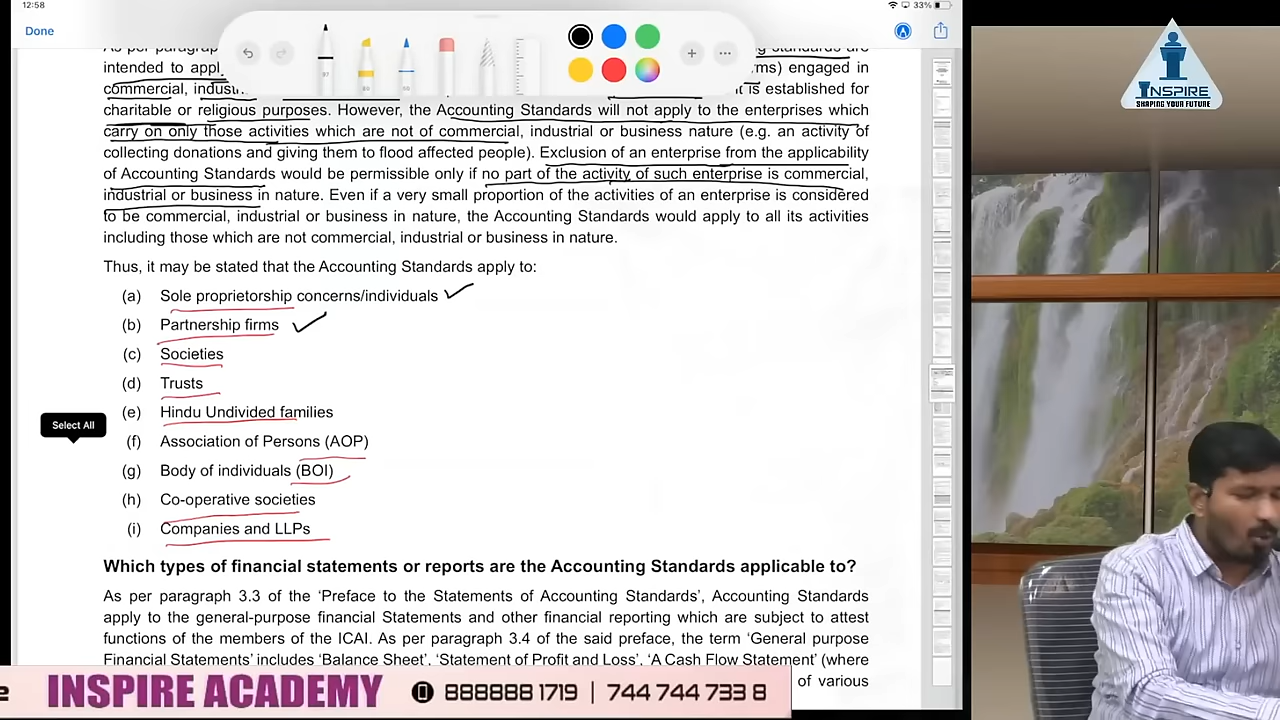 12:58
33%
Done
INSPIRE
SHAPING YOUR FUTURE
As per paragrap g standards are
intended to appl rms) engaged in
commercial, indus it is established for
charitable or religious purposes. However, the Accounting Standards will not apply to the enterprises which
carry on only those activities which are not of commercial, industrial or business nature (e.g. an activity of
collecting donation and giving them to flood affected people). Exclusion of an enterprise from the applicability
of Accounting Standards would be permissible only if no part of the activity of such enterprise is commercial,
industrial or business in nature. Even if a very small proportion of the activities of an enterprise is considered
to be commercial, industrial or business in nature, the Accounting Standards would apply to all its activities
including those which are not commercial, industrial or business in nature.
Thus, it may be stated that the Accounting Standards apply to:
(a) Sole proprietorship concerns/individuals
(b) Partnership firms
(c) Societies
(d) Trusts
(e) Hindu Undivided families
Select All
(f) Association of Persons (AOP)
(g) Body of individuals (BOI)
(h) Co-operative societies
(i) Companies and LLPs
Which types of financial statements or reports are the Accounting Standards applicable to?
As per paragraph 3.3 of the ‘Preface to the Statements of Accounting Standards’, Accounting Standards
apply to the general-purpose financial Statements and other financial reporting which are subject to attest
functions of the members of the ICAI. As per paragraph 3.4 of the said preface, the term ‘General purpose
Financial Statement’ includes ‘Balance Sheet’, ‘Statement of Profit and Loss’, ‘A Cash Flow Statement’ (where
of various
e INSPIRE ACADEMY 888888 1719 | 744 744 733 8